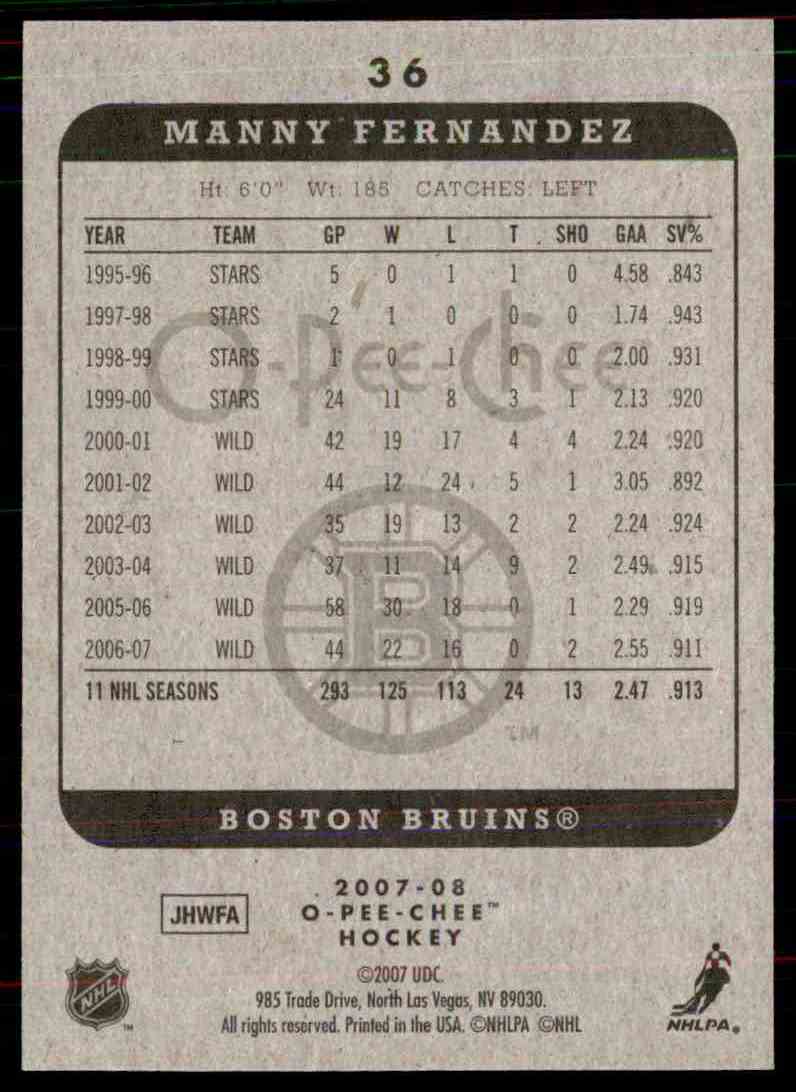 36
MANNY FERNANDEZ
Ht: 6'0" Wt: 185 CATCHES: LEFT
YEAR TEAM GP W L T SHO GAA SV%
1995-96 STARS 5 0 1 1 0 4.58 .843
1997-98 STARS 2 1 0 0 0 1.74 .943
1998-99 STARS 1 0 1 0 0 2.00 .931
O-Pee-Chee
1999-00 STARS 24 11 8 3 1 2.13 .920
2000-01 WILD 42 19 17 4 4 2.24 .920
2001-02 WILD 44 12 24 5 1 3.05 .892
2002-03 WILD 35 19 13 2 2 2.24 .924
2003-04 WILD 37 11 14 9 2 2.49 .915
B
2005-06 WILD 58 30 18 0 1 2.29 .919
2006-07 WILD 44 22 16 0 2 2.55 .911
11 NHL SEASONS 293 125 113 24 13 2.47 .913
TM
BOSTON BRUINS®
2007-08
JHWFA O-PEE-CHEE™
HOCKEY
©2007 UDC.
985 Trade Drive, North Las Vegas, NV 89030.
All rights reserved. Printed in the USA. ©NHLPA ©NHL
NHL™
NHLPA®